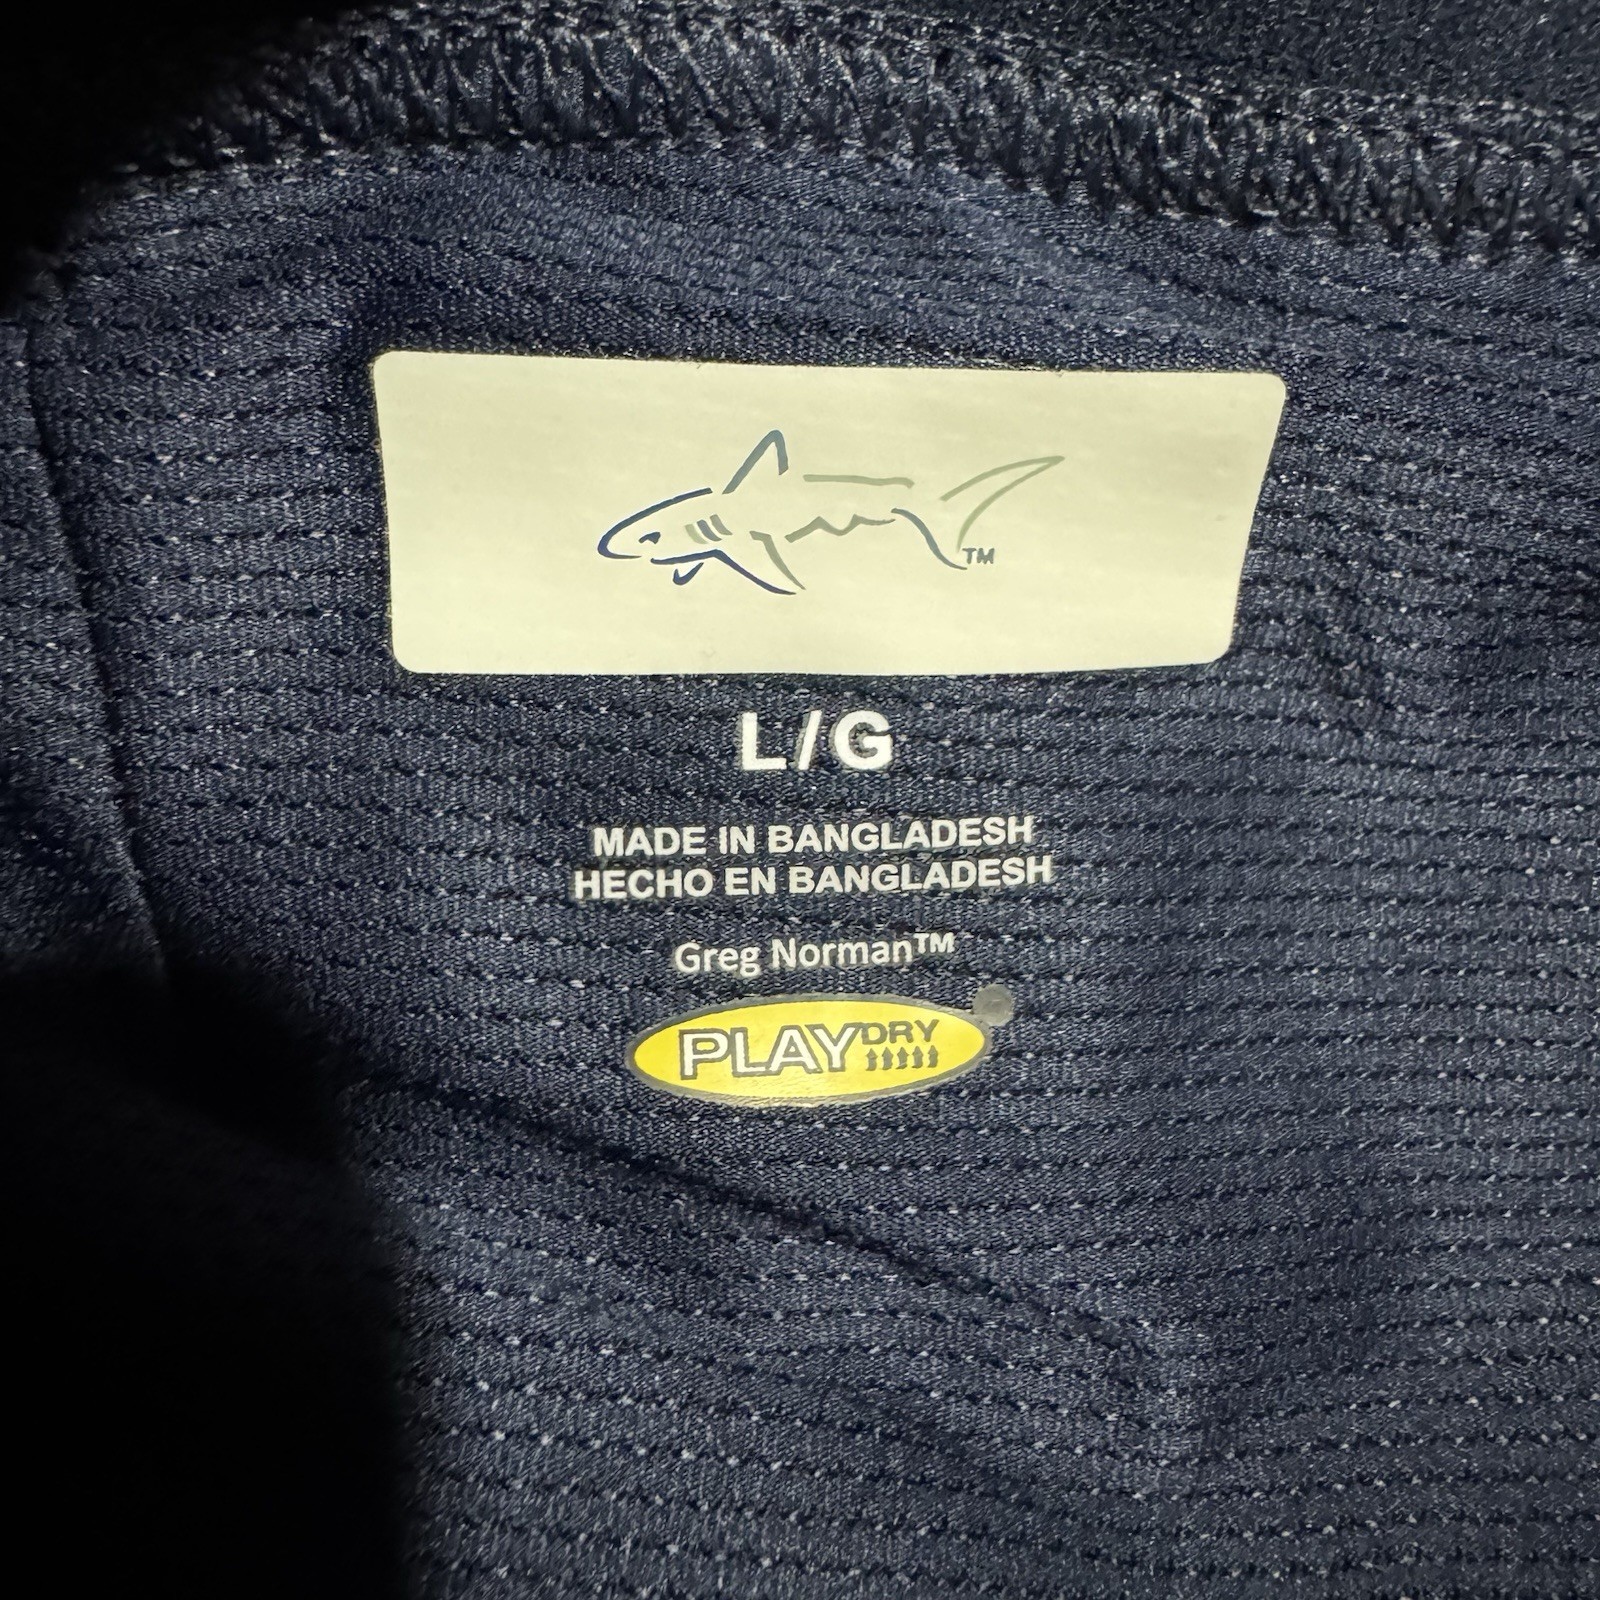 TM
L/G
MADE IN BANGLADESH
HECHO EN BANGLADESH
Greg Norman™
PLAYDRY